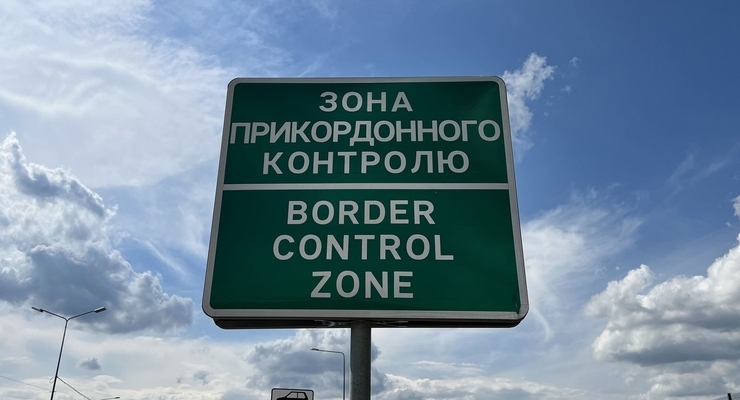 ЗОНА
ПРИКОРДОННОГО
КОНТРОЛЮ
BORDER
CONTROL
ZONE